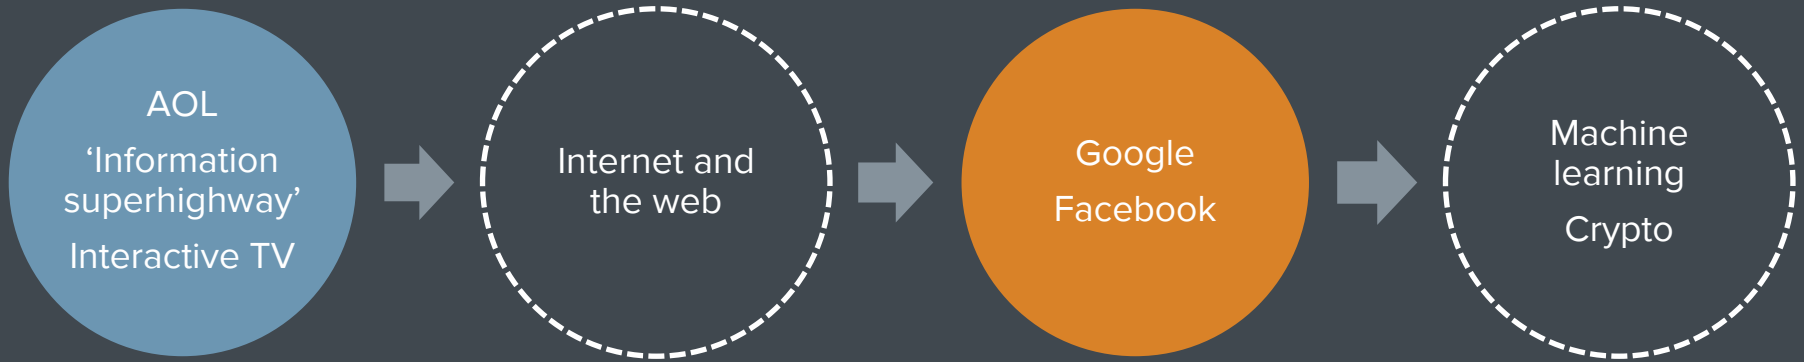 AOL
‘Information
superhighway’
Interactive TV
Internet and
the web
Google
Facebook
Machine
learning
Crypto